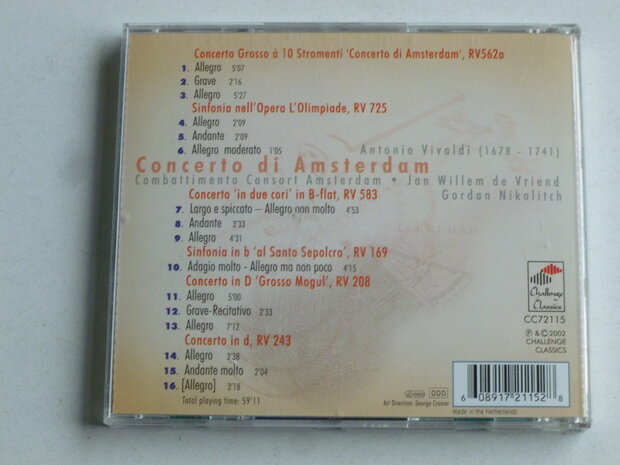 Concerto Grosso à 10 Stromenti 'Concerto di Amsterdam', RV562a
1. Allegro 5'07
2. Grave 2'16
3. Allegro 5'27
Sinfonia nell'Opera L'Olimpiade, RV 725
4. Allegro 2'09
5. Andante 2'09
6. Allegro moderato 1'05
Antonio Vivaldi (1678 - 1741)
Concerto di Amsterdam
Combattimento Consort Amsterdam • Jan Willem de Vriend
Gordan Nikolitch
Concerto 'in due cori' in B-flat, RV 583
7. Largo e spiccato – Allegro non molto 4'53
8. Andante 3'33
9. Allegro 4'31
Sinfonia in b 'al Santo Sepolcro', RV 169
10. Adagio molto - Allegro ma non poco 4'15
Concerto in D 'Grosso Mogul', RV 208
11. Allegro 5'00
12. Grave-Recitativo 2'33
13. Allegro 7'12
Concerto in d, RV 243
14. Allegro 3'38
15. Andante molto 2'04
16. [Allegro] 3'18
Total playing time: 59'11
Challenge
Classics
CC72115
℗ & © 2002
CHALLENGE
CLASSICS
DDD
Art Direction: George Cramer
6 08917 21152 8
Made in the Netherlands